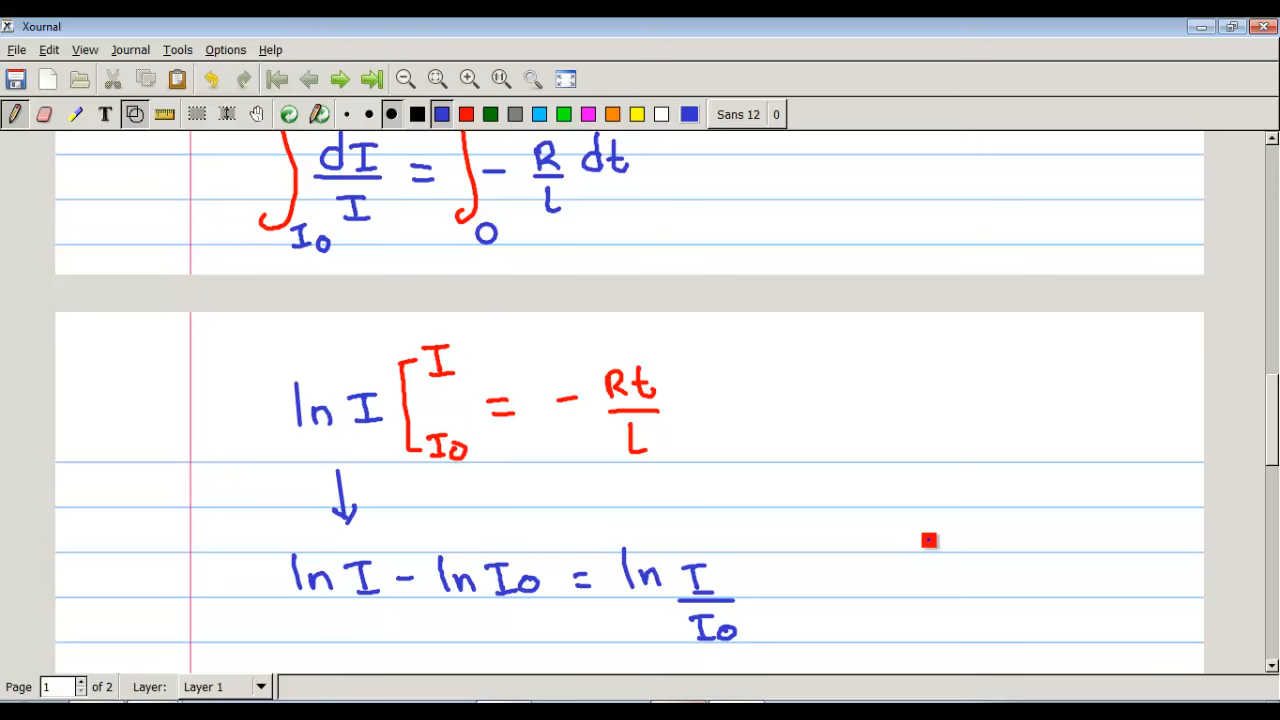 Xournal
File Edit View Journal Tools Options Help
T Sans 12 0
∫ dI/I = ∫ - R/L dt
I0 0
ln I [ I I0 = - Rt/L
↓
ln I - ln I0 = ln I/I0
Page 1 of 2 Layer: Layer 1